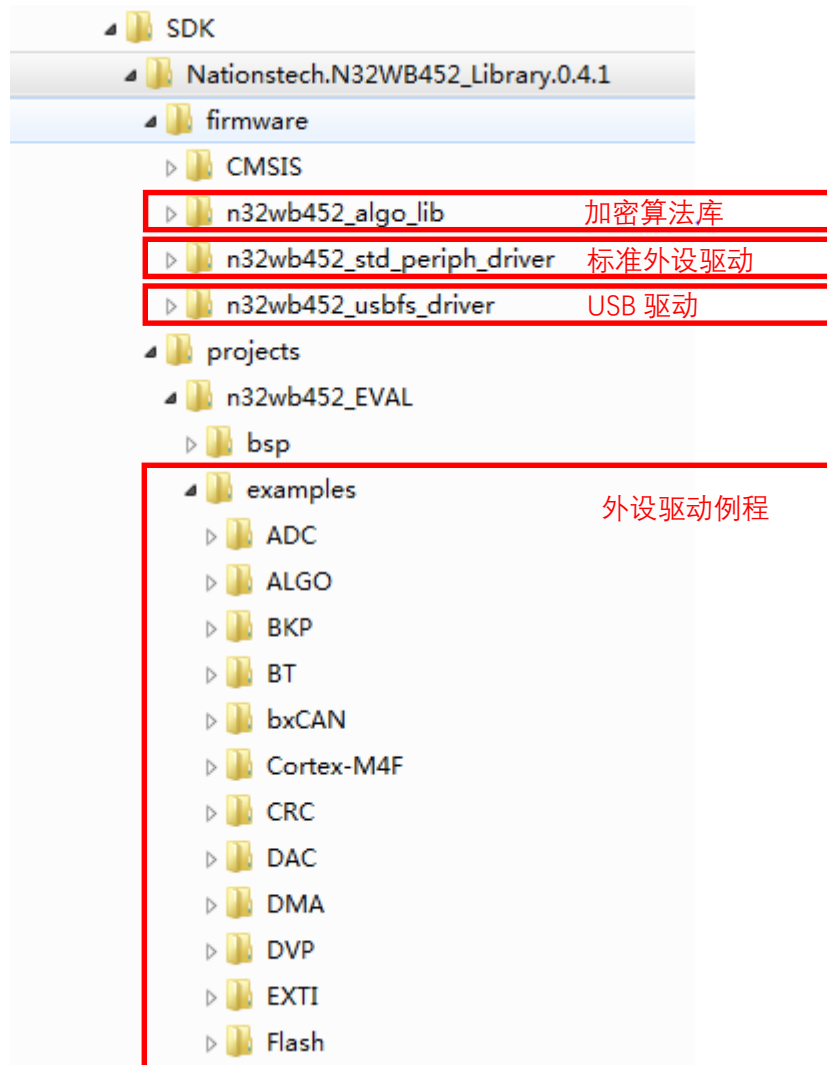 SDK
Nationstech.N32WB452_Library.0.4.1
firmware
CMSIS
n32wb452_algo_lib 加密算法库
n32wb452_std_periph_driver 标准外设驱动
n32wb452_usbfs_driver USB 驱动
projects
n32wb452_EVAL
bsp
examples
外设驱动例程
ADC
ALGO
BKP
BT
bxCAN
Cortex-M4F
CRC
DAC
DMA
DVP
EXTI
Flash